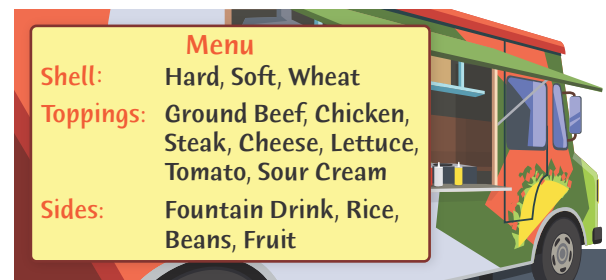 Menu
Shell: Hard, Soft, Wheat
Toppings: Ground Beef, Chicken,
Steak, Cheese, Lettuce,
Tomato, Sour Cream
Sides: Fountain Drink, Rice,
Beans, Fruit